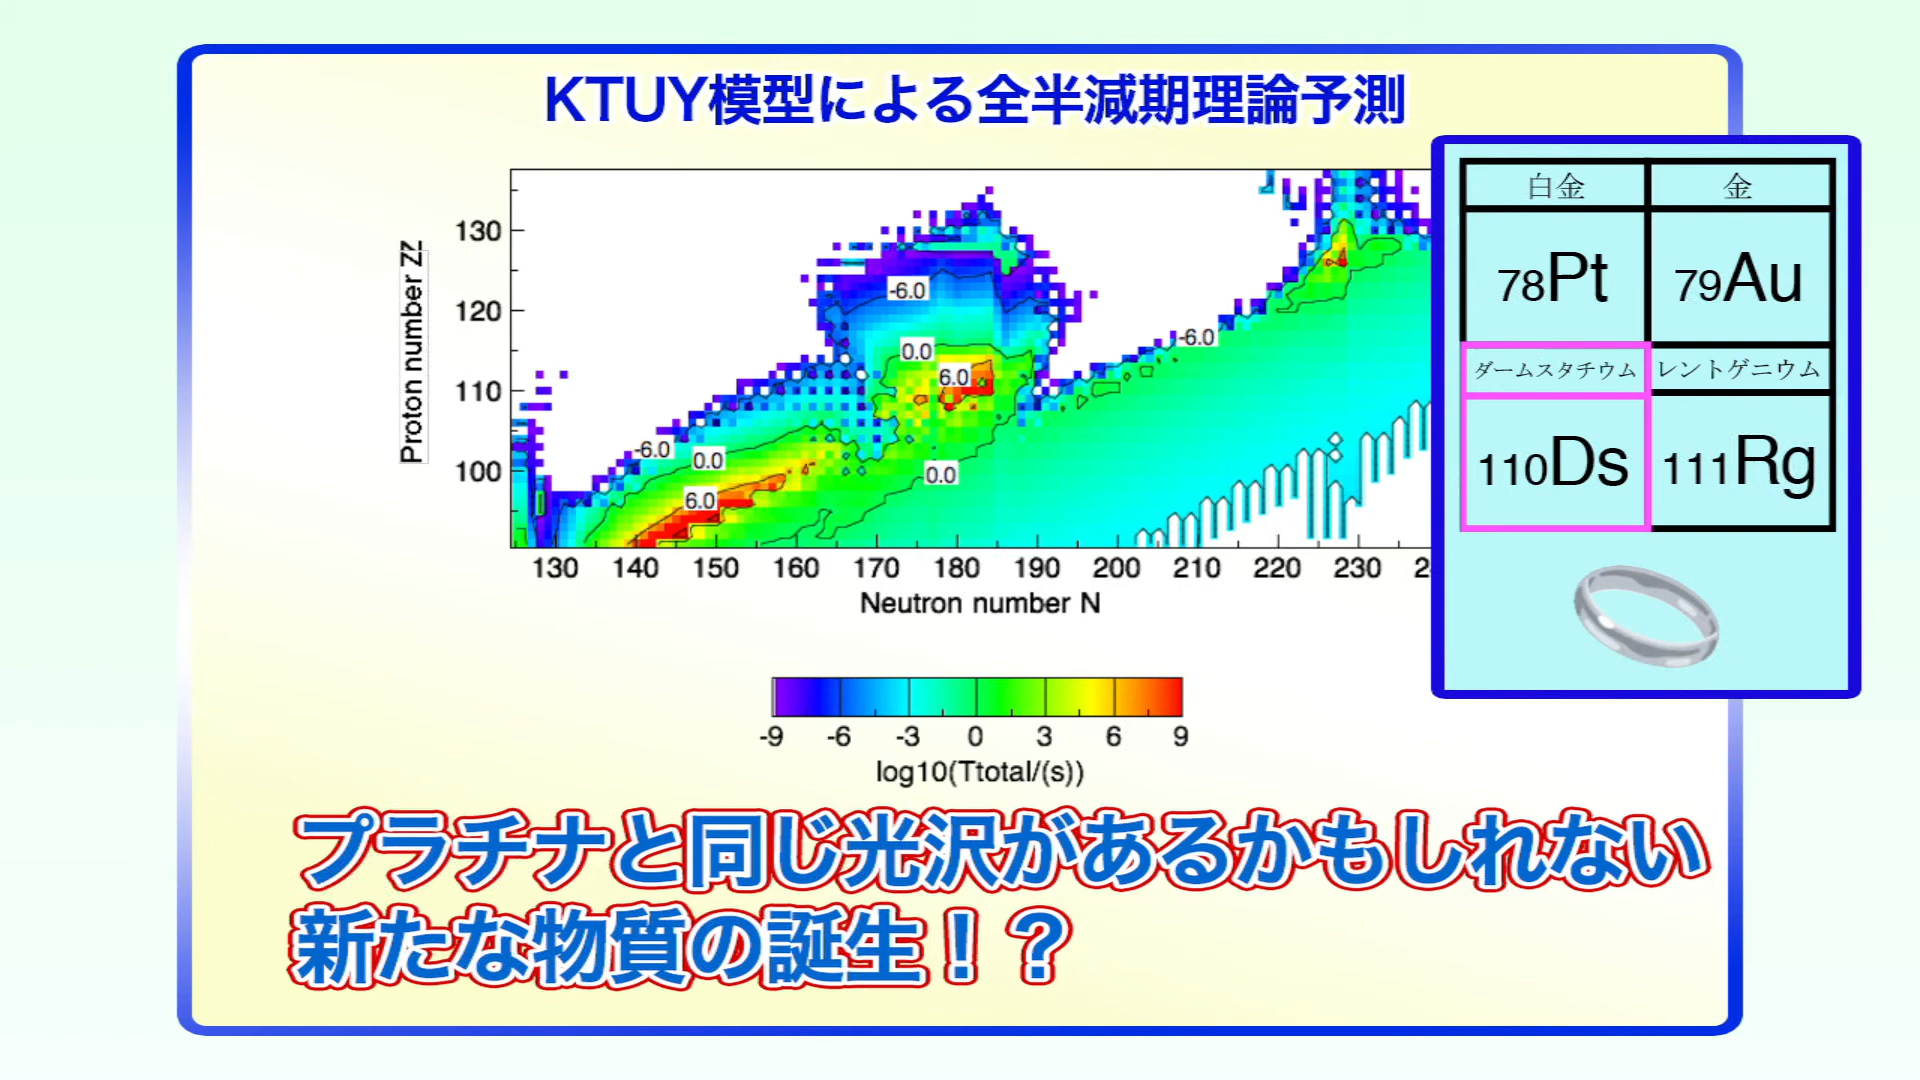 KTUY模型による全半減期理論予測
Proton number Z
130
120
110
100
-6.0
0.0
6.0
-6.0
-6.0
0.0
6.0
0.0
130 140 150 160 170 180 190 200 210 220 230 2
Neutron number N
-9 -6 -3 0 3 6 9
log10(Ttotal/(s))
白金 金
78Pt 79Au
ダームスタチウム レントゲニウム
110Ds 111Rg
プラチナと同じ光沢があるかもしれない
新たな物質の誕生！？